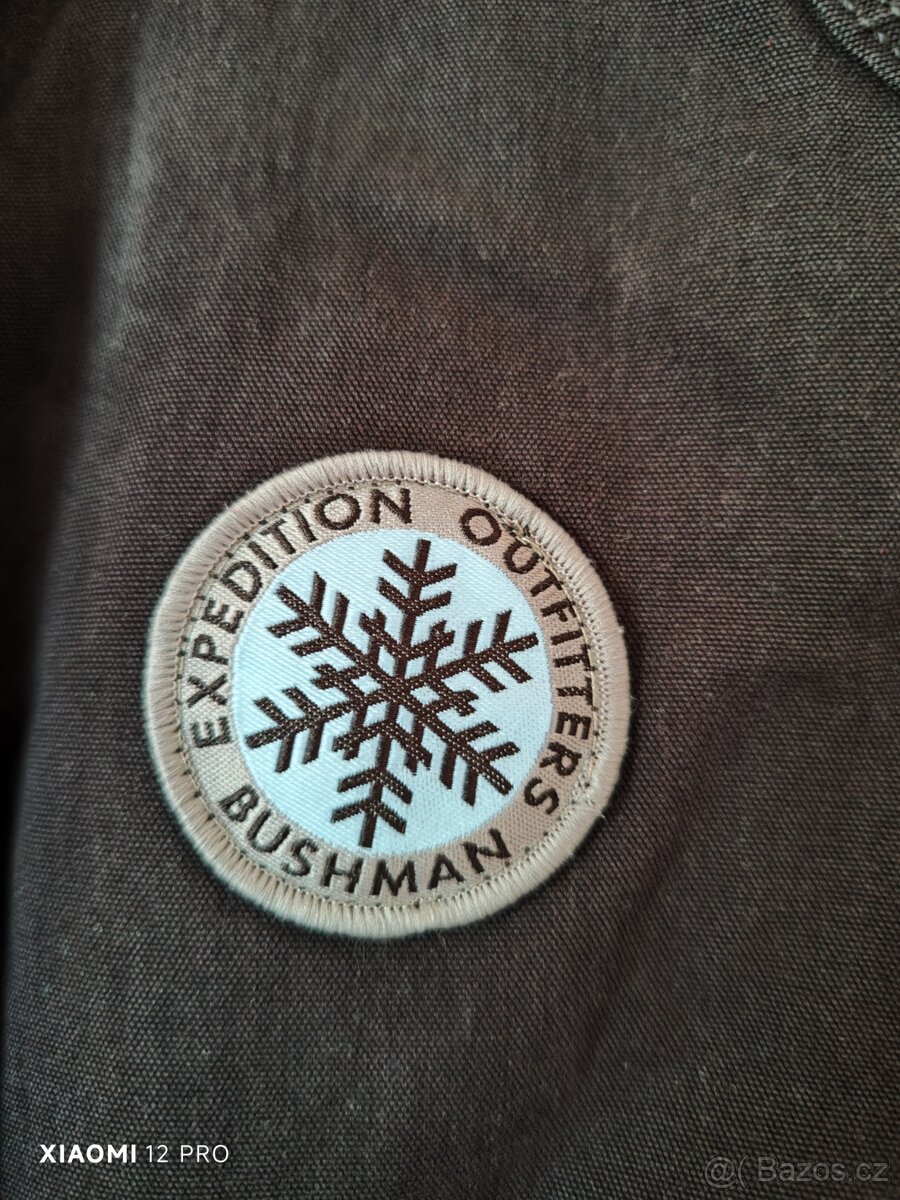 EXPEDITION OUTFITTERS
BUSHMAN
XIAOMI 12 PRO
@( Bazos.cz